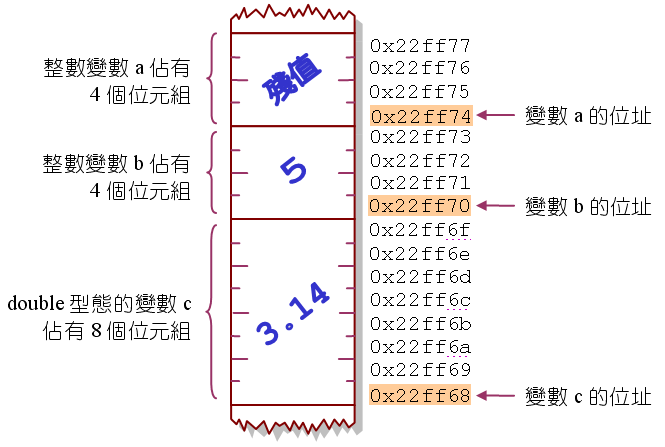 整數變數 a 佔有
4 個位元組
殘值
0x22ff77
0x22ff76
0x22ff75
0x22ff74
變數 a 的位址
整數變數 b 佔有
4 個位元組
5
0x22ff73
0x22ff72
0x22ff71
0x22ff70
變數 b 的位址
double 型態的變數 c
佔有 8 個位元組
3.14
0x22ff6f
0x22ff6e
0x22ff6d
0x22ff6c
0x22ff6b
0x22ff6a
0x22ff69
0x22ff68
變數 c 的位址